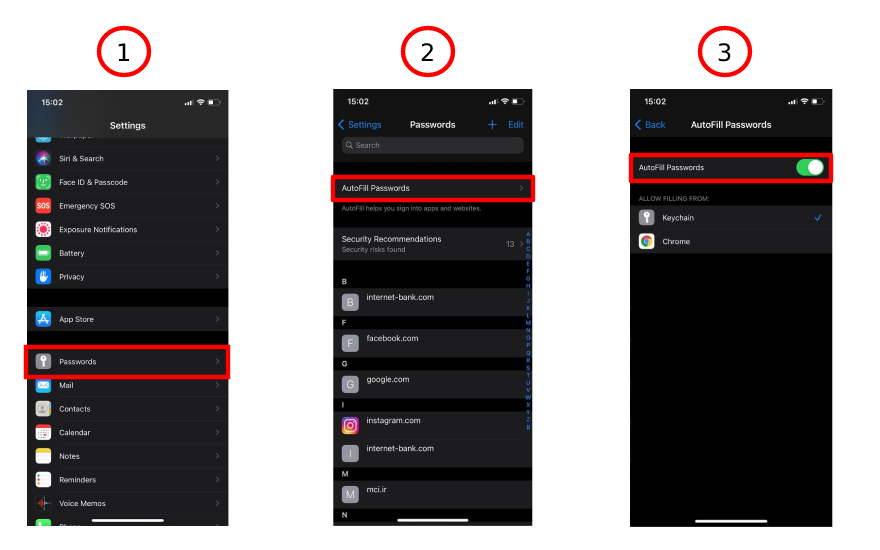 1
2
3
15:02
Settings
Siri & Search
Face ID & Passcode
SOS
Emergency SOS
Exposure Notifications
Battery
Privacy
App Store
Passwords
Mail
Contacts
Calendar
Notes
Reminders
Voice Memos
15:02
Settings
Passwords
Edit
Search
AutoFill Passwords
AutoFill helps you sign into apps and websites.
Security Recommendations
13
Security risks found
B
B
internet-bank.com
F
F
facebook.com
G
G
google.com
I
instagram.com
I
internet-bank.com
M
M
mci.ir
N
A
B
C
D
E
F
G
H
I
J
K
L
M
N
O
P
Q
R
S
T
U
V
W
X
Y
Z
#
15:02
Back
AutoFill Passwords
AutoFill Passwords
ALLOW FILLING FROM:
Keychain
Chrome